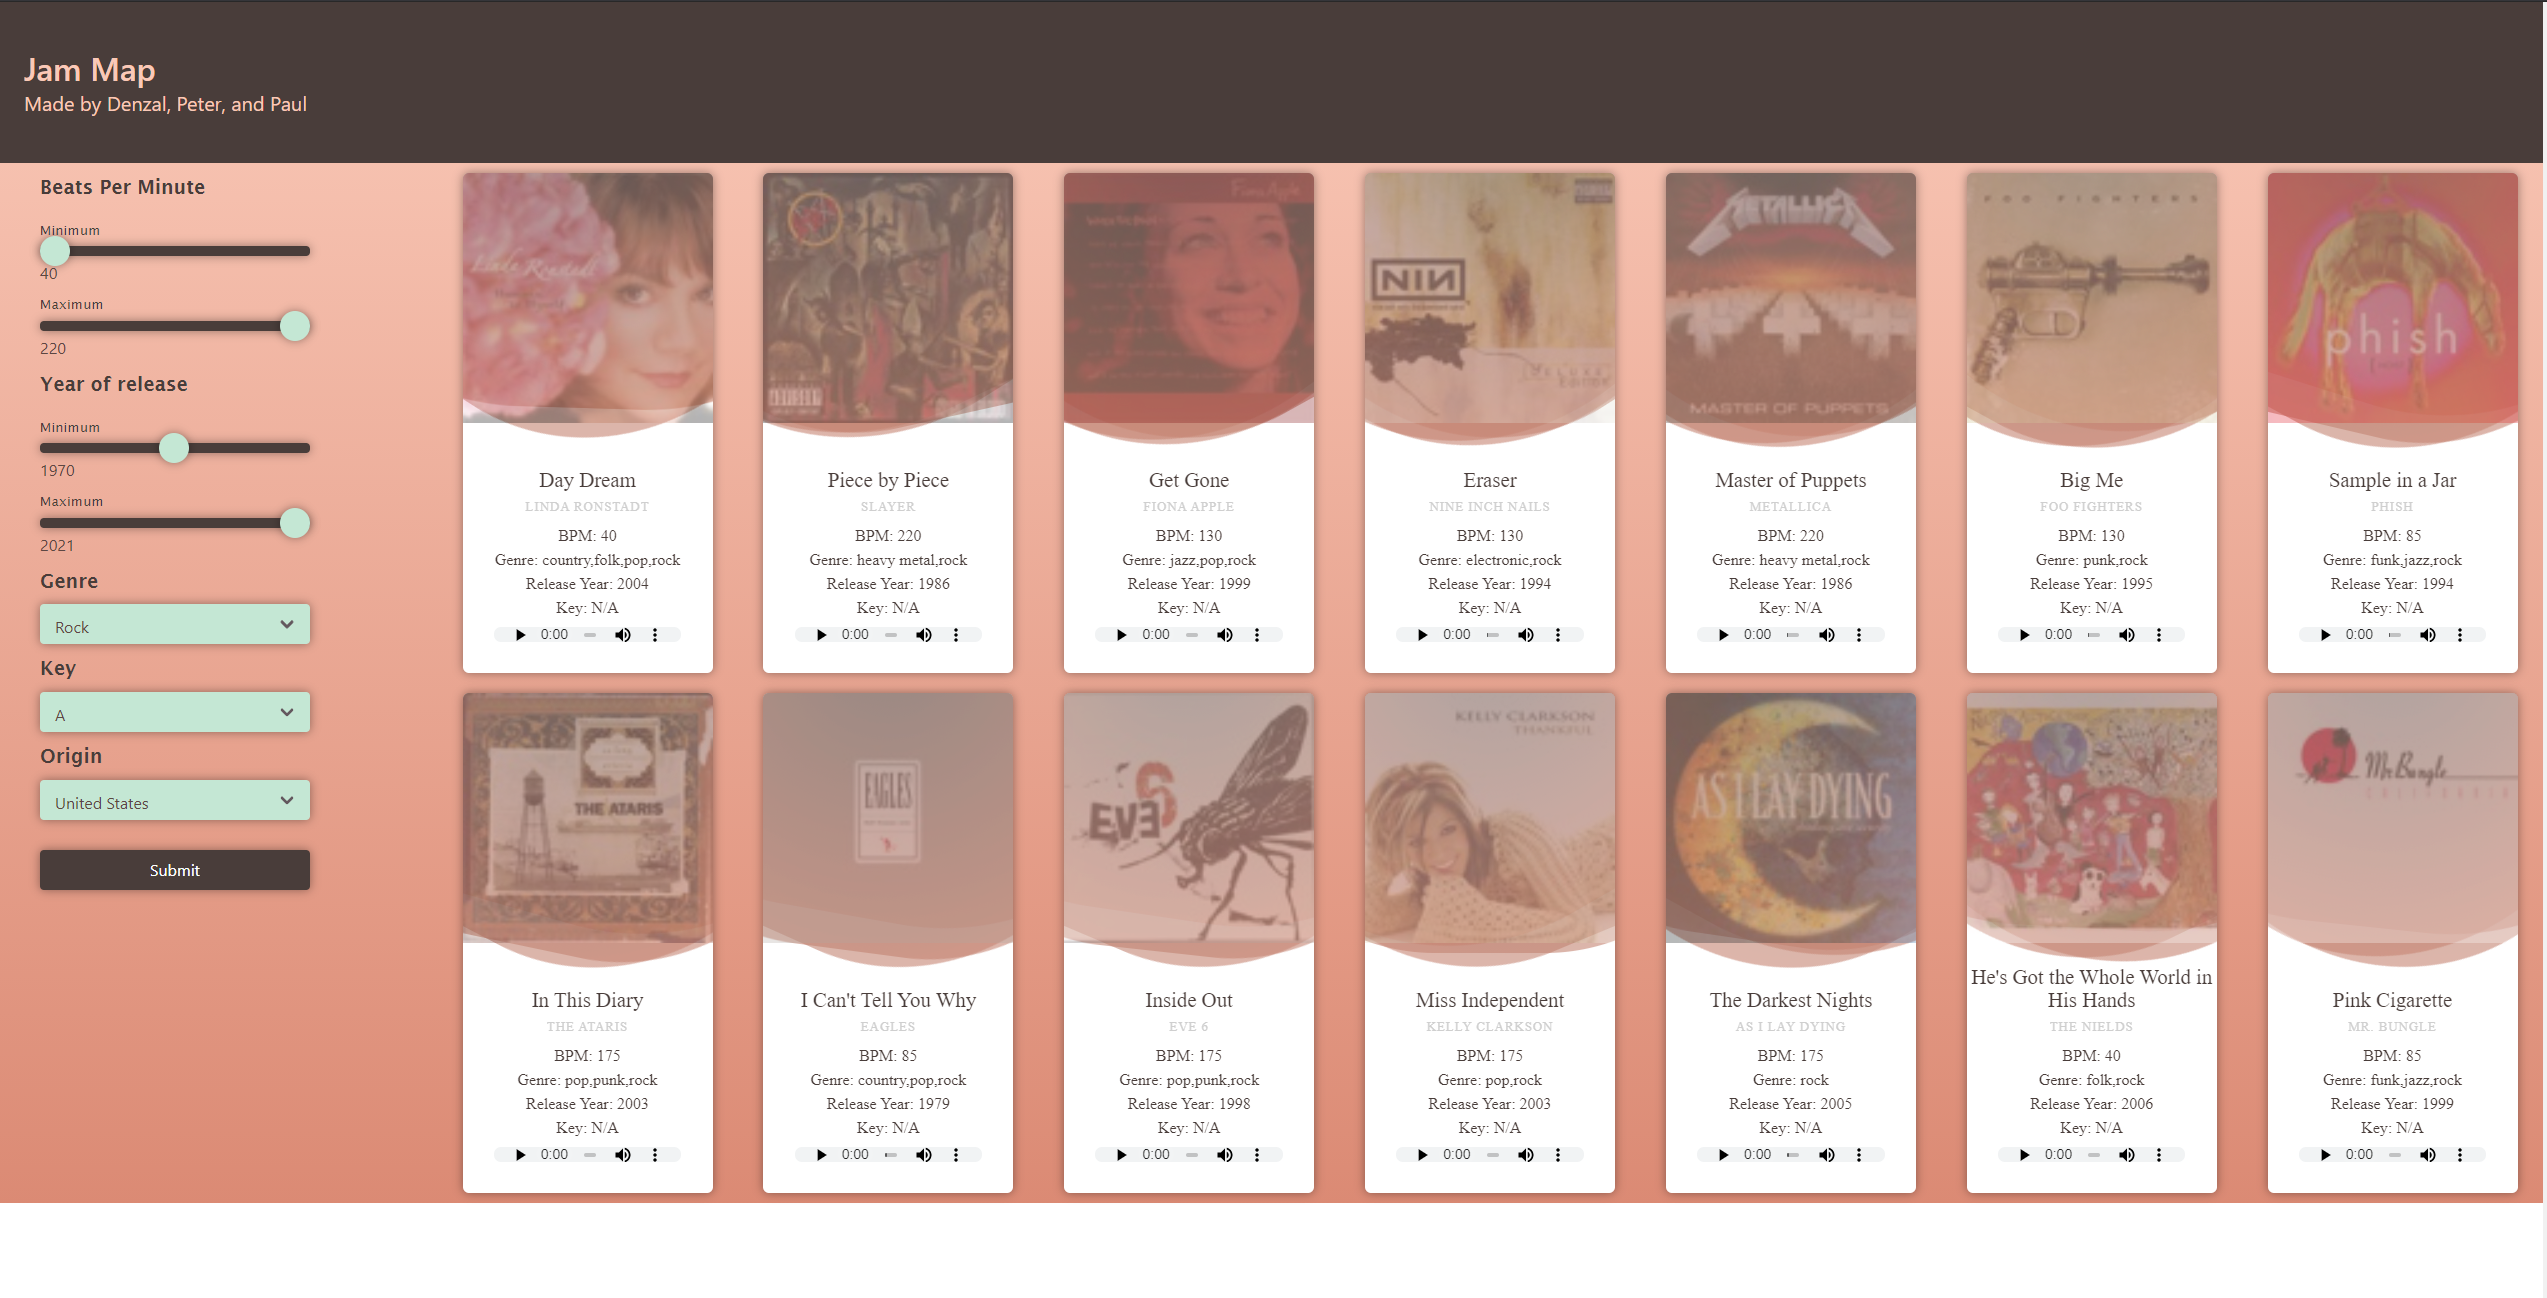 Jam Map
Made by Denzal, Peter, and Paul
Beats Per Minute
Minimum
40
Maximum
220
Year of release
Minimum
1970
Maximum
2021
Genre
Rock
Key
A
Origin
United States
Submit
Linda Ronstadt
Day Dream
LINDA RONSTADT
BPM: 40
Genre: country,folk,pop,rock
Release Year: 2004
Key: N/A
0:00
Piece by Piece
SLAYER
BPM: 220
Genre: heavy metal,rock
Release Year: 1986
Key: N/A
0:00
Fiona Apple
Get Gone
FIONA APPLE
BPM: 130
Genre: jazz,pop,rock
Release Year: 1999
Key: N/A
0:00
NIN
DELUXE
EDITION
Eraser
NINE INCH NAILS
BPM: 130
Genre: electronic,rock
Release Year: 1994
Key: N/A
0:00
METALLICA
MASTER OF PUPPETS
Master of Puppets
METALLICA
BPM: 220
Genre: heavy metal,rock
Release Year: 1986
Key: N/A
0:00
FOO FIGHTERS
Big Me
FOO FIGHTERS
BPM: 130
Genre: punk,rock
Release Year: 1995
Key: N/A
0:00
phish
Sample in a Jar
PHISH
BPM: 85
Genre: funk,jazz,rock
Release Year: 1994
Key: N/A
0:00
THE ATARIS
In This Diary
THE ATARIS
BPM: 175
Genre: pop,punk,rock
Release Year: 2003
Key: N/A
0:00
EAGLES
I Can't Tell You Why
EAGLES
BPM: 85
Genre: country,pop,rock
Release Year: 1979
Key: N/A
0:00
EVE 6
Inside Out
EVE 6
BPM: 175
Genre: pop,punk,rock
Release Year: 1998
Key: N/A
0:00
KELLY CLARKSON
THANKFUL
Miss Independent
KELLY CLARKSON
BPM: 175
Genre: pop,rock
Release Year: 2003
Key: N/A
0:00
AS I LAY DYING
The Darkest Nights
AS I LAY DYING
BPM: 175
Genre: rock
Release Year: 2005
Key: N/A
0:00
He's Got the Whole World in
His Hands
THE NIELDS
BPM: 40
Genre: folk,rock
Release Year: 2006
Key: N/A
0:00
Mr. Bungle
CALIFORNIA
Pink Cigarette
MR. BUNGLE
BPM: 85
Genre: funk,jazz,rock
Release Year: 1999
Key: N/A
0:00